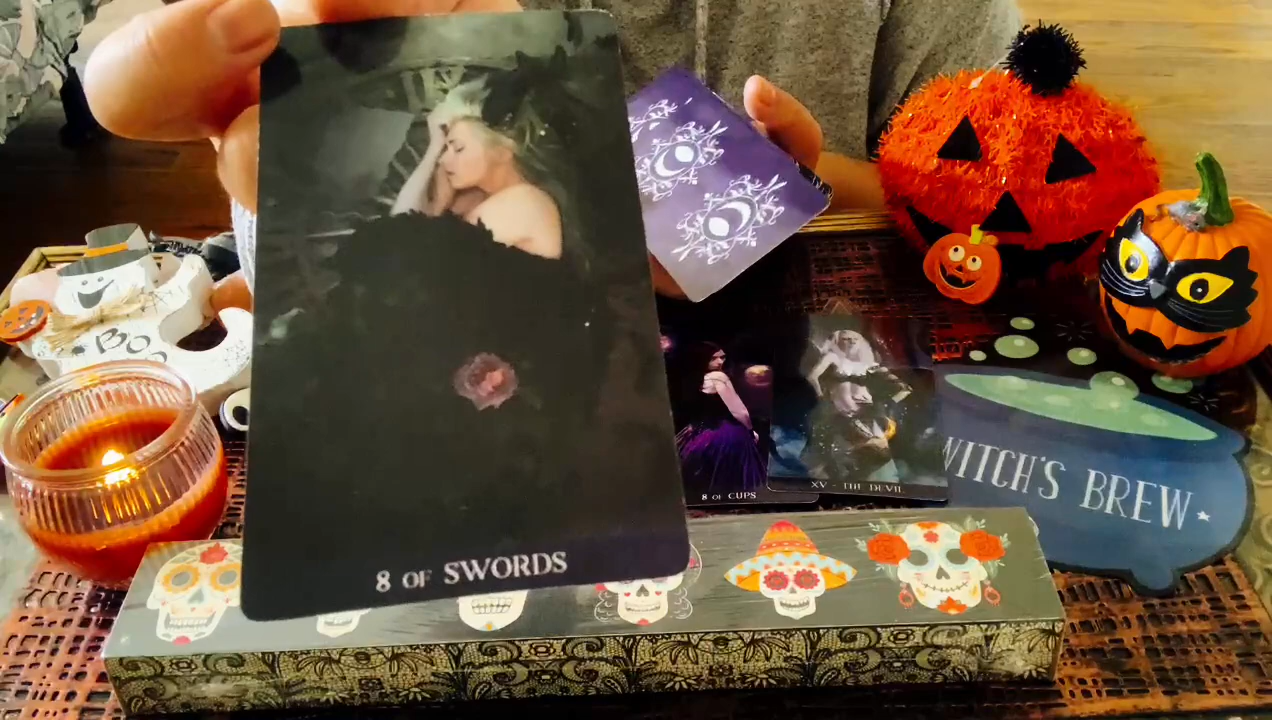 BOO
8 OF CUPS
XV - THE DEVIL
WITCH'S BREW
8 OF SWORDS